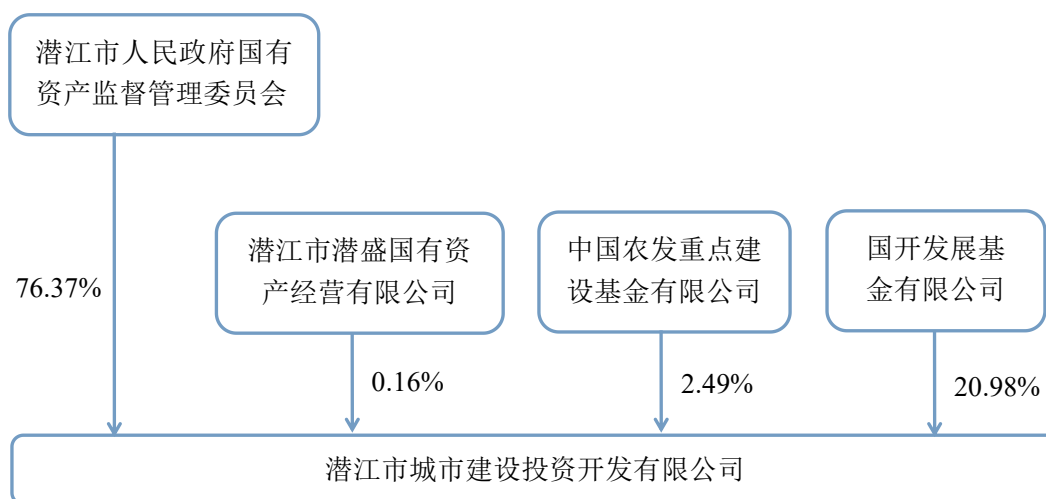 潜江市人民政府国有
资产监督管理委员会
潜江市潜盛国有资
产经营有限公司
中国农发重点建
设基金有限公司
国开发展基
金有限公司
76.37%
0.16%
2.49%
20.98%
潜江市城市建设投资开发有限公司